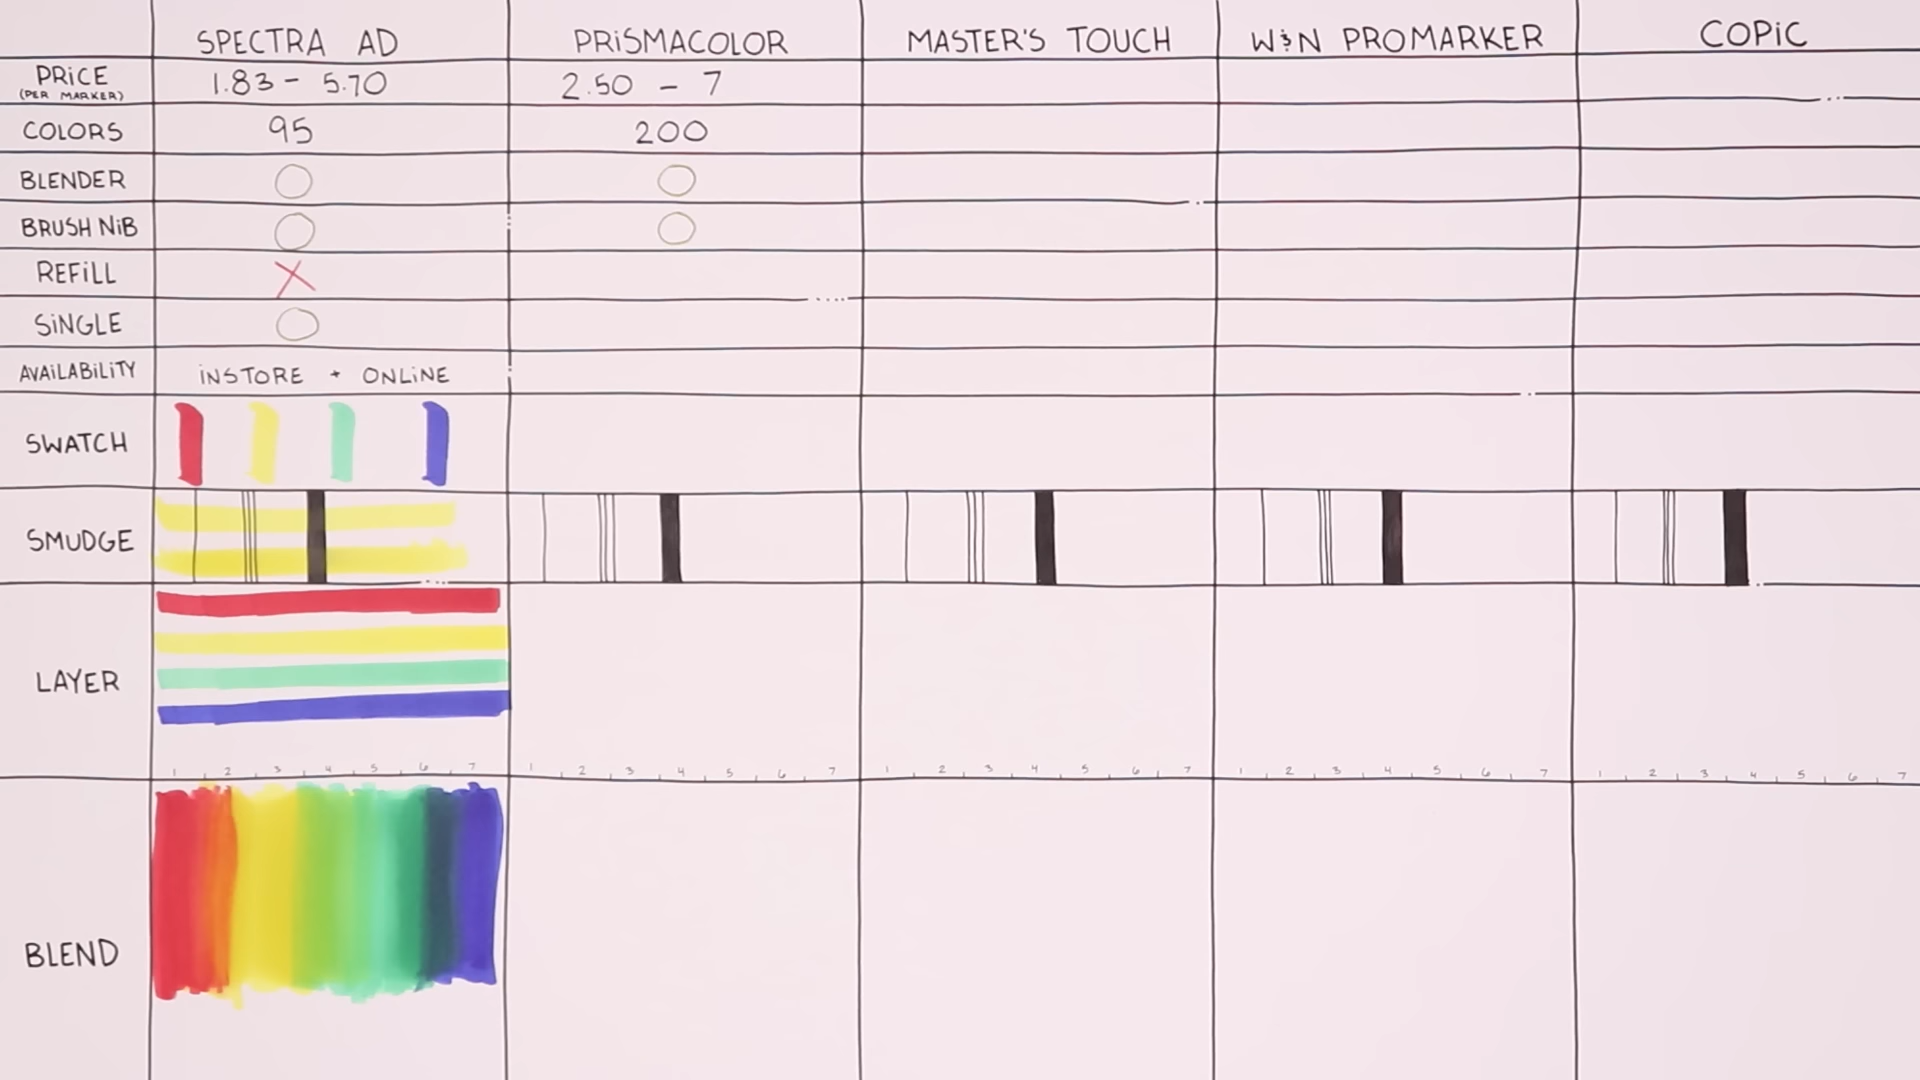 SPECTRA AD PRiSMACOLOR MASTER'S TOUCH W&N PROMARKER COPiC
PRiCE 1.83 - 5.70 2.50 - 7
(PER MARKER)
COLORS 95 200
BLENDER
BRUSH NiB
REFiLL
SiNGLE
AVAiLABiLiTY iNSTORE + ONLiNE
SWATCH
SMUDGE
LAYER
1 2 3 4 5 6 7 1 2 3 4 5 6 7 1 2 3 4 5 6 7 1 2 3 4 5 6 7 1 2 3 4 5 6 7
BLEND